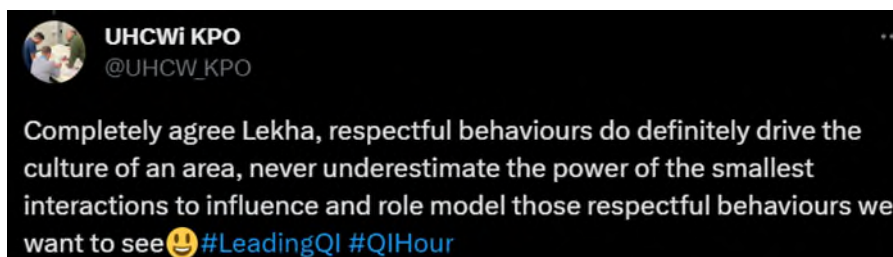 UHCWi KPO
@UHCW_KPO
Completely agree Lekha, respectful behaviours do definitely drive the
culture of an area, never underestimate the power of the smallest
interactions to influence and role model those respectful behaviours we
want to see😃#LeadingQI #QIHour